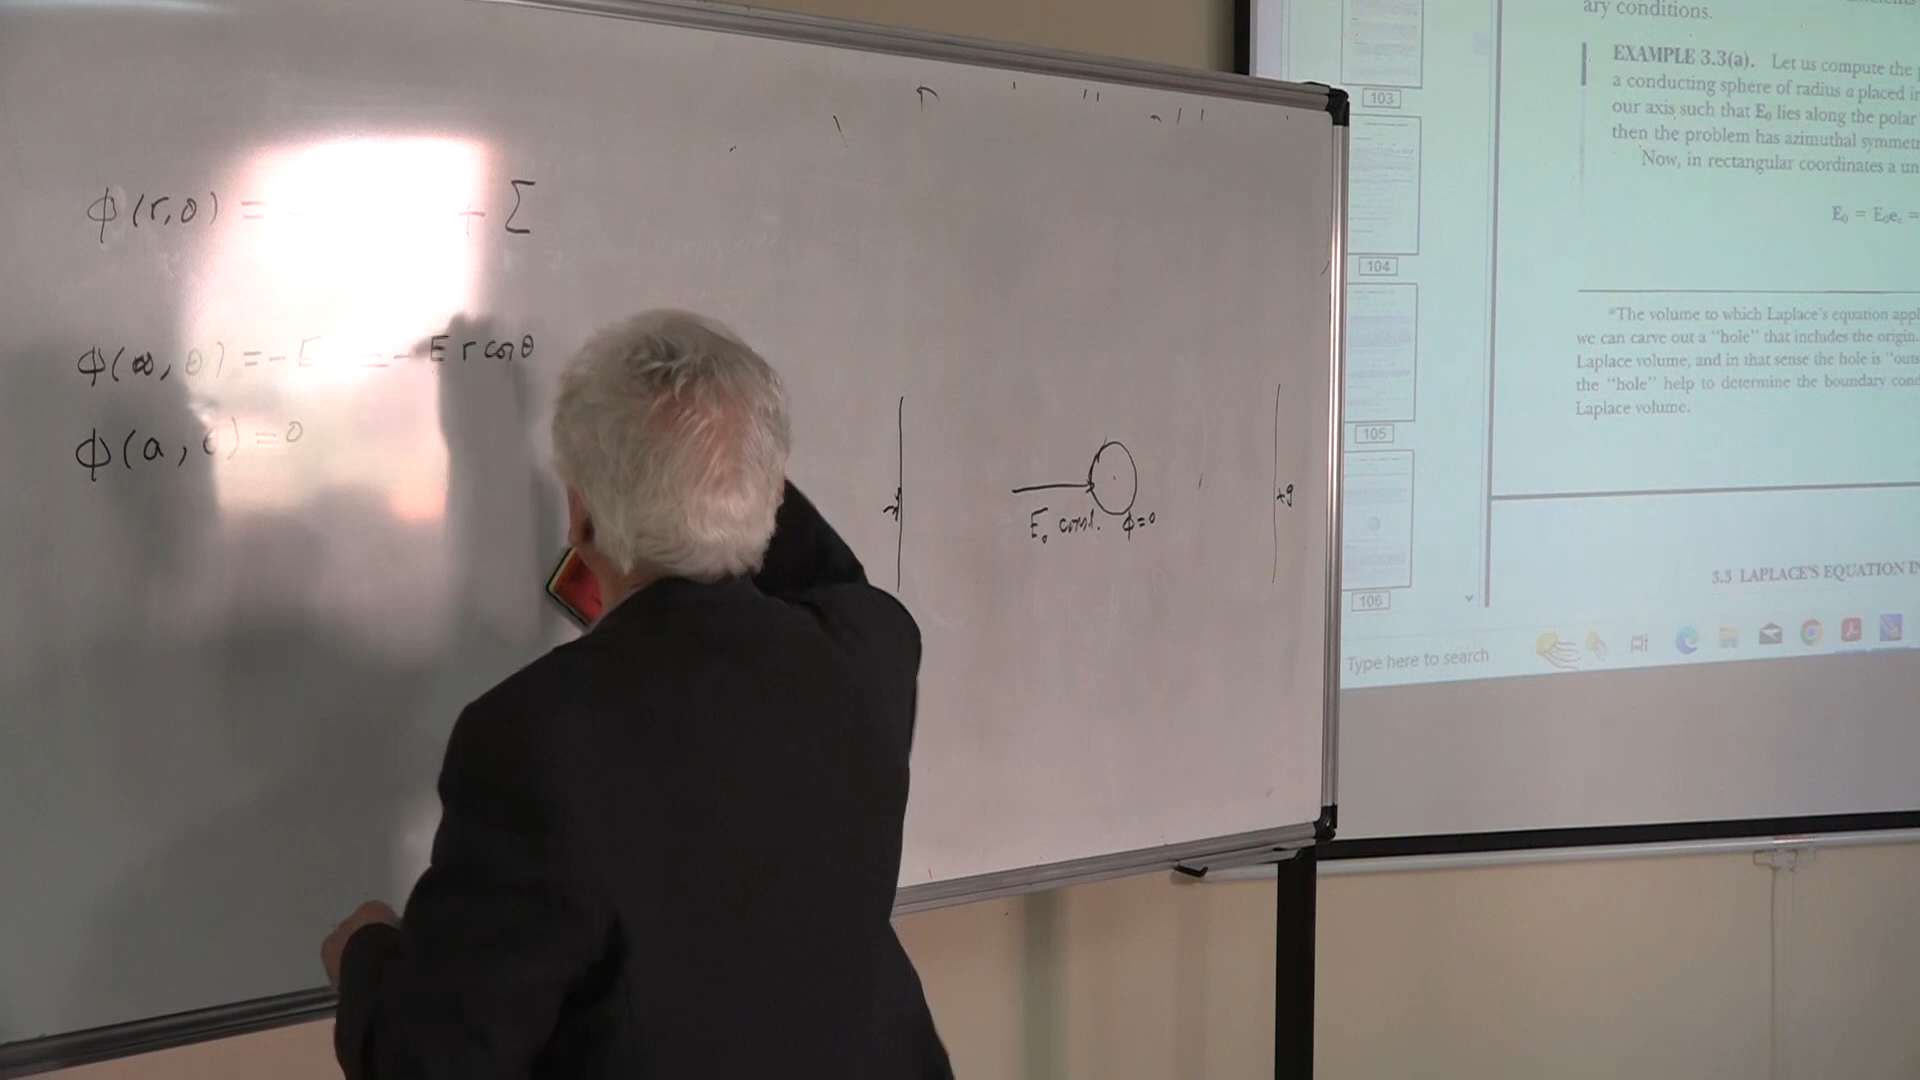 ϕ(r,θ) = + Σ
ϕ(∞, θ) = - E = - E r cos θ
ϕ(a, θ) = 0
E₀ const. ϕ=0
+q
ary conditions.
EXAMPLE 3.3(a). Let us compute the
a conducting sphere of radius a placed in
our axis such that E₀ lies along the polar
then the problem has azimuthal symmet
Now, in rectangular coordinates a un
E₀ = E₀e =
*The volume to which Laplace's equation appl
we can carve out a "hole" that includes the origin.
Laplace volume, and in that sense the hole is "outs
the "hole" help to determine the boundary cond
Laplace volume.
3.3 LAPLACE'S EQUATION IN
103
104
105
106
Type here to search